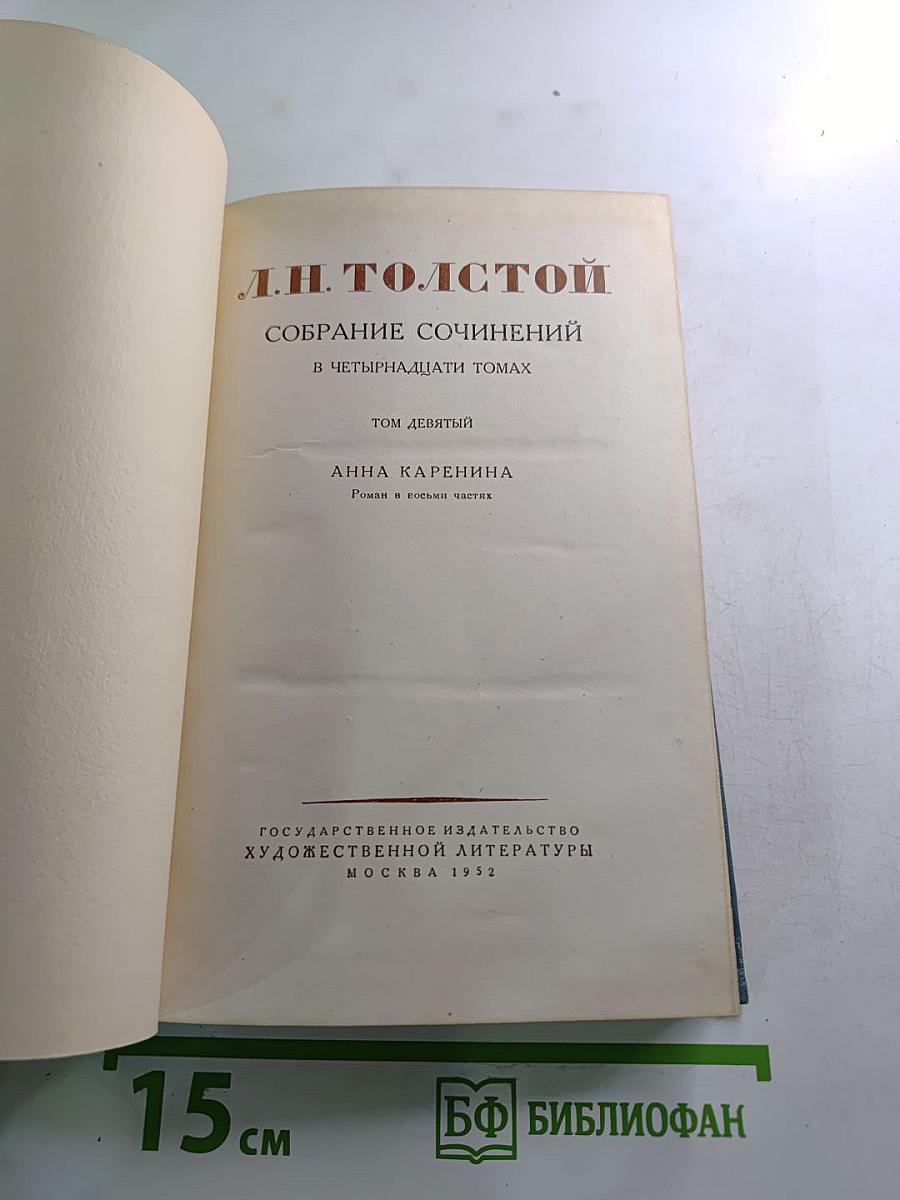 Л.Н. ТОЛСТОЙ
СОБРАНИЕ СОЧИНЕНИЙ
В ЧЕТЫРНАДЦАТИ ТОМАХ
ТОМ ДЕВЯТЫЙ
АННА КАРЕНИНА
Роман в восьми частях
ГОСУДАРСТВЕННОЕ ИЗДАТЕЛЬСТВО
ХУДОЖЕСТВЕННОЙ ЛИТЕРАТУРЫ
МОСКВА 1952
15 см
БФ БИБЛИОФАН